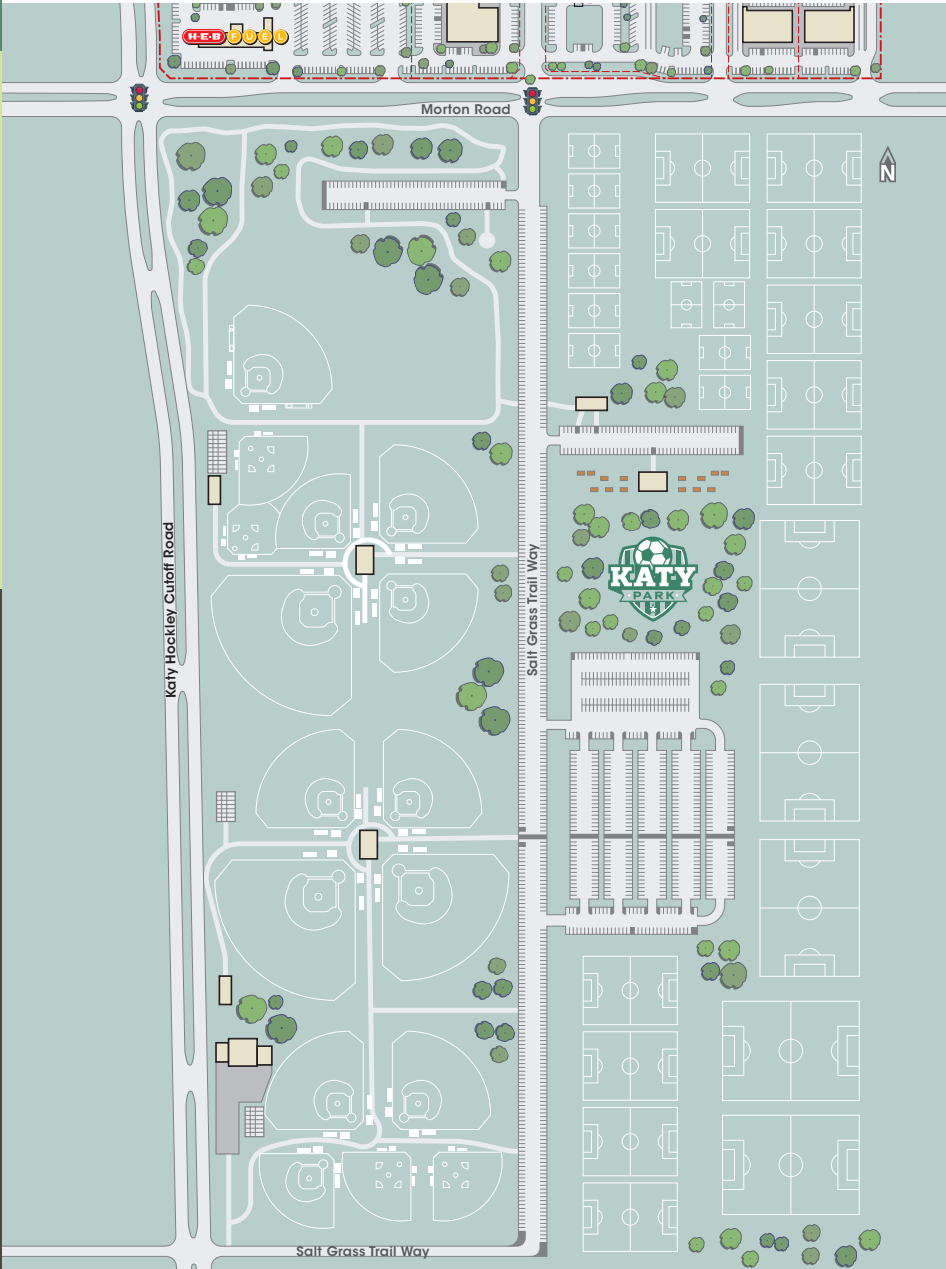 H-E-B FUEL
Morton Road
N
Katy Hockley Cutoff Road
Salt Grass Trail Way
KATY
PARK
Salt Grass Trail Way